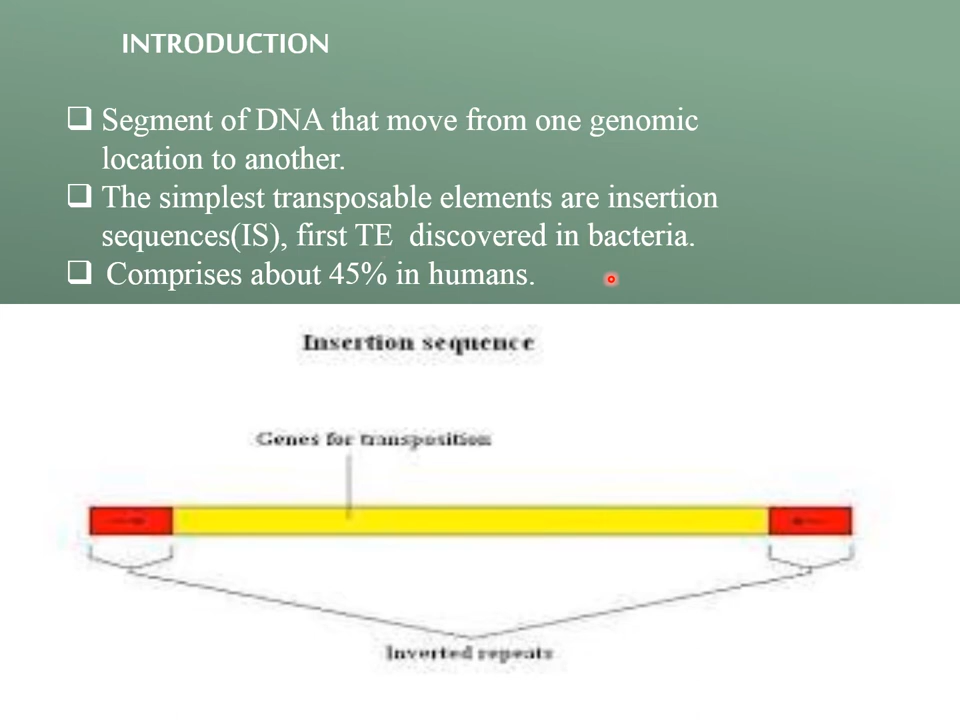 INTRODUCTION
❑ Segment of DNA that move from one genomic
location to another.
❑ The simplest transposable elements are insertion
sequences(IS), first TE discovered in bacteria.
❑ Comprises about 45% in humans.
Insertion sequence
Genes for transposition
Inverted repeats